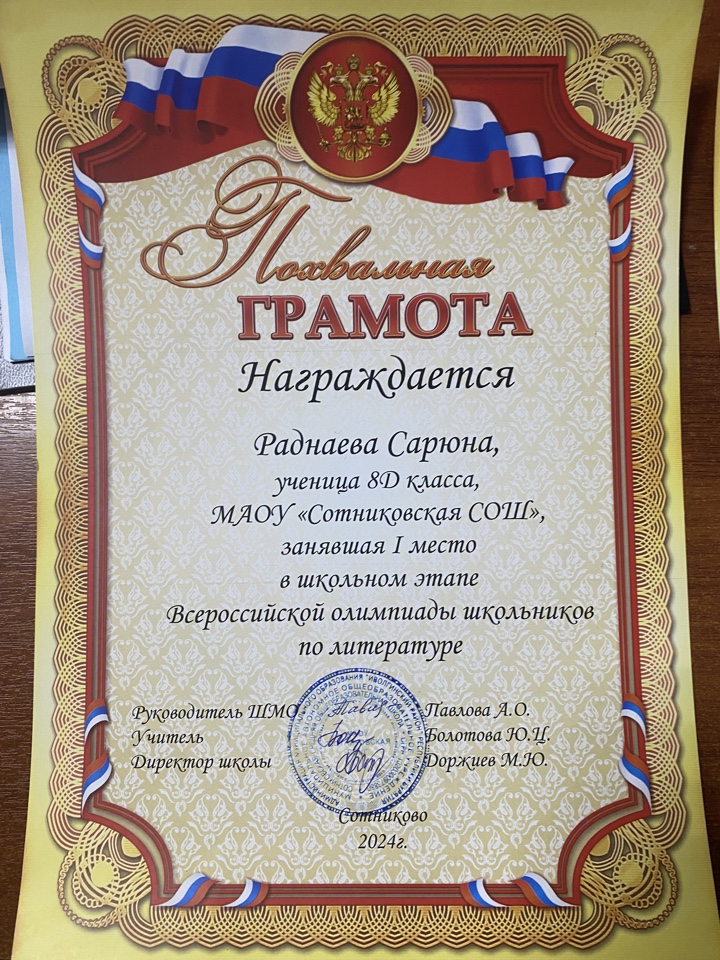 Похвальная
ГРАМОТА
Награждается
Раднаева Сарюна,
ученица 8D класса,
МАОУ «Сотниковская СОШ»,
занявшая I место
в школьном этапе
Всероссийской олимпиады школьников
по литературе
Руководитель ШМО Павлова А.О.
Учитель Болотова Ю.Ц.
Директор школы Доржиев М.Ю.
Сотниково
2024г.